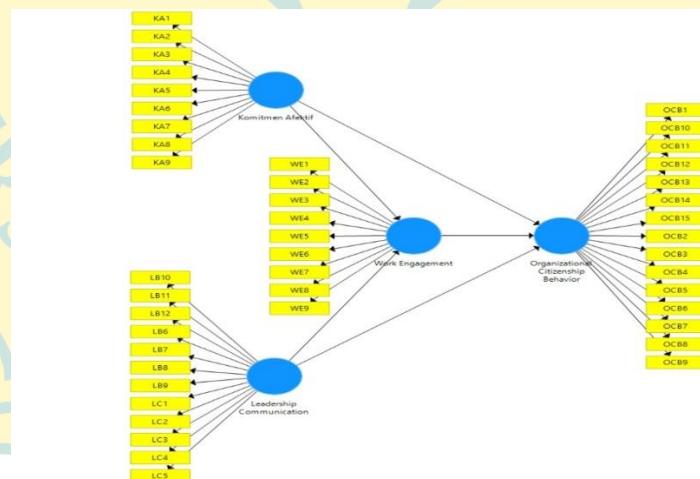 KA1
KA2
KA3
KA4
KA5
KA6
KA7
KA8
KA9
Komitmen Afektif
WE1
WE2
WE3
WE4
WE5
WE6
WE7
WE8
WE9
Work Engagement
LB10
LB11
LB12
LB6
LB7
LB8
LB9
LC1
LC2
LC3
LC4
LC5
Leadership
Communication
OCB1
OCB10
OCB11
OCB12
OCB13
OCB14
OCB15
OCB2
OCB3
OCB4
OCB5
OCB6
OCB7
OCB8
OCB9
Organizational
Citizenship
Behavior